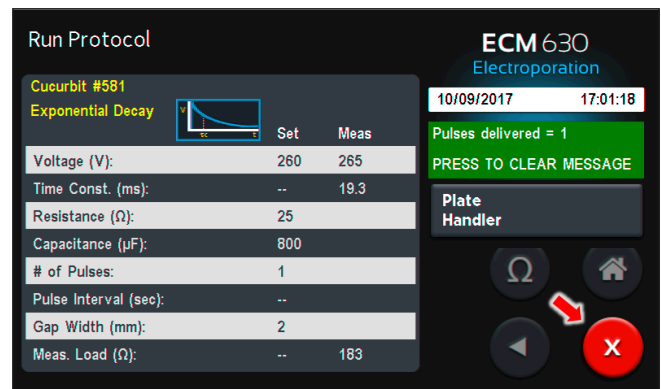 Run Protocol
Cucurbit #581
Exponential Decay
V
τc
t
Set Meas
Voltage (V): 260 265
Time Const. (ms): -- 19.3
Resistance (Ω): 25
Capacitance (µF): 800
# of Pulses: 1
Pulse Interval (sec): --
Gap Width (mm): 2
Meas. Load (Ω): -- 183
ECM 630
Electroporation
10/09/2017 17:01:18
Pulses delivered = 1
PRESS TO CLEAR MESSAGE
Plate
Handler
Ω
X